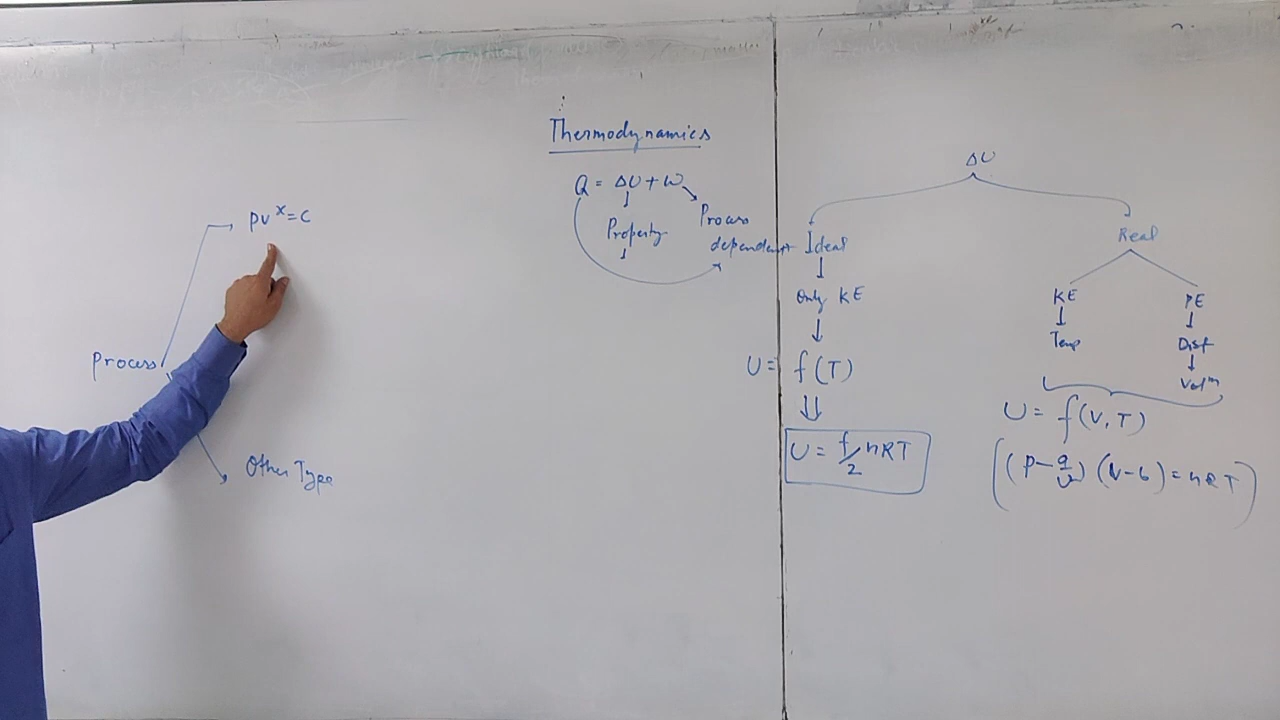 Thermodynamics
Q = ΔU + W
Property
Process
dependent
PV^x = C
Process
Other Type
ΔU
Ideal
Only KE
U = f(T)
U = f/2 nRT
Real
KE
PE
Temp
Dist
Vol^m
U = f(V,T)
((P - a/V²) (V-b) = nRT)